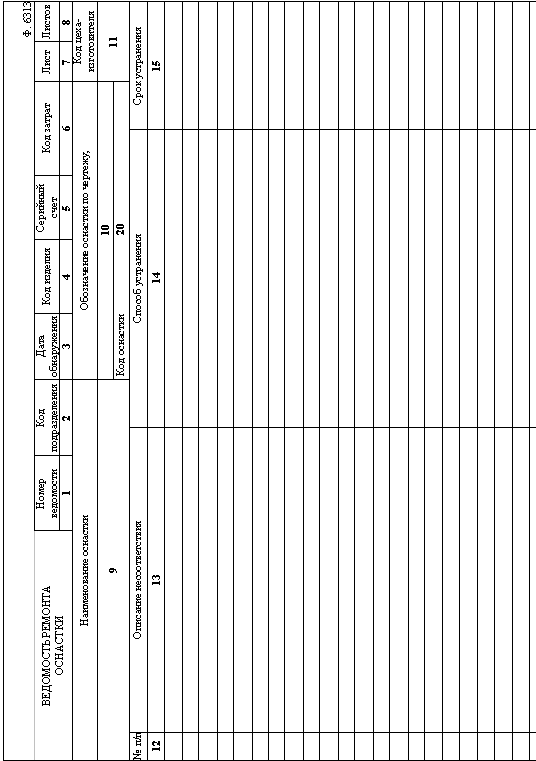 Ф. 6313
ВЕДОМОСТЬ РЕМОНТА
ОСНАСТКИ
Номер
ведомости
Код
подразделения
Дата
обнаружения
Код изделия
Серийный
счет
Код затрат
Лист
Листов
1
2
3
4
5
6
7
8
Наименование оснастки
Обозначение оснастки по чертежу,
Код цеха-
изготовителя
9
10
11
20
Код оснастки
№ п/п
Описание несоответствия
Способ устранения
Срок устранения
12
13
14
15